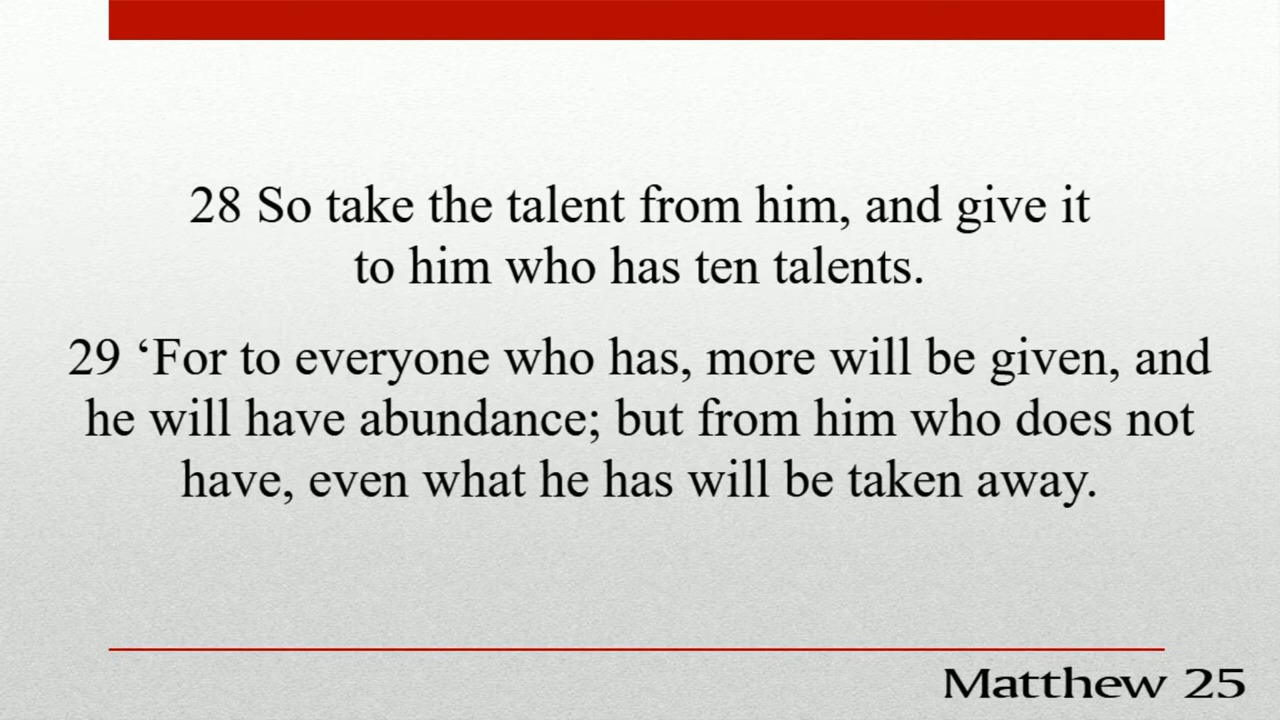 28 So take the talent from him, and give it
to him who has ten talents.
29 ‘For to everyone who has, more will be given, and
he will have abundance; but from him who does not
have, even what he has will be taken away.
Matthew 25